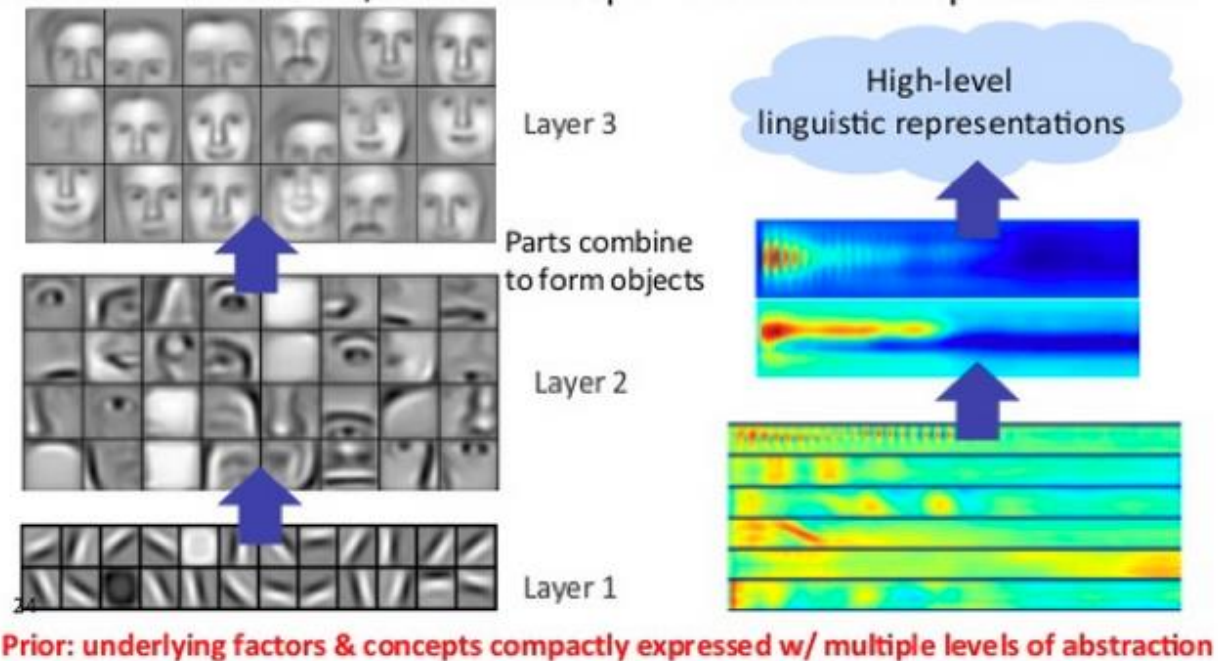 Layer 3
Parts combine
to form objects
Layer 2
Layer 1
High-level
linguistic representations
24
Prior: underlying factors & concepts compactly expressed w/ multiple levels of abstraction